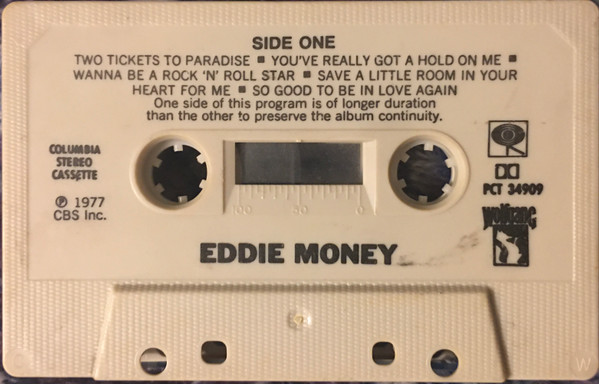 SIDE ONE
TWO TICKETS TO PARADISE ■ YOU'VE REALLY GOT A HOLD ON ME ■
WANNA BE A ROCK 'N' ROLL STAR ■ SAVE A LITTLE ROOM IN YOUR
HEART FOR ME ■ SO GOOD TO BE IN LOVE AGAIN
One side of this program is of longer duration
than the other to preserve the album continuity.
COLUMBIA
STEREO
CASSETTE
℗ 1977
CBS Inc.
PCT 34909
wolfgang
100 50 0
EDDIE MONEY
W